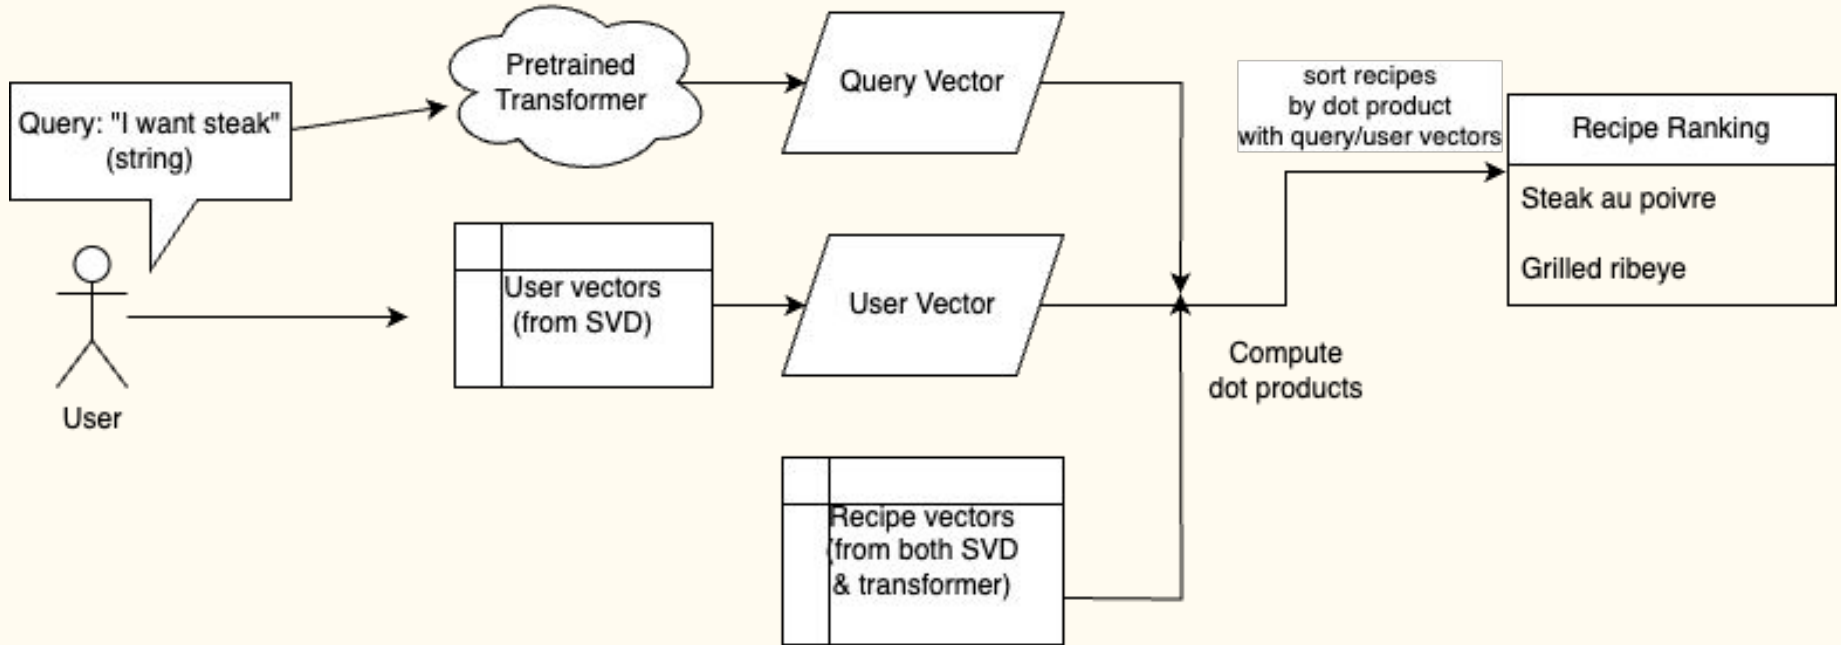 Query: "I want steak"
(string)
User
Pretrained
Transformer
Query Vector
User vectors
(from SVD)
User Vector
Recipe vectors
(from both SVD
& transformer)
Compute
dot products
sort recipes
by dot product
with query/user vectors
Recipe Ranking
Steak au poivre
Grilled ribeye